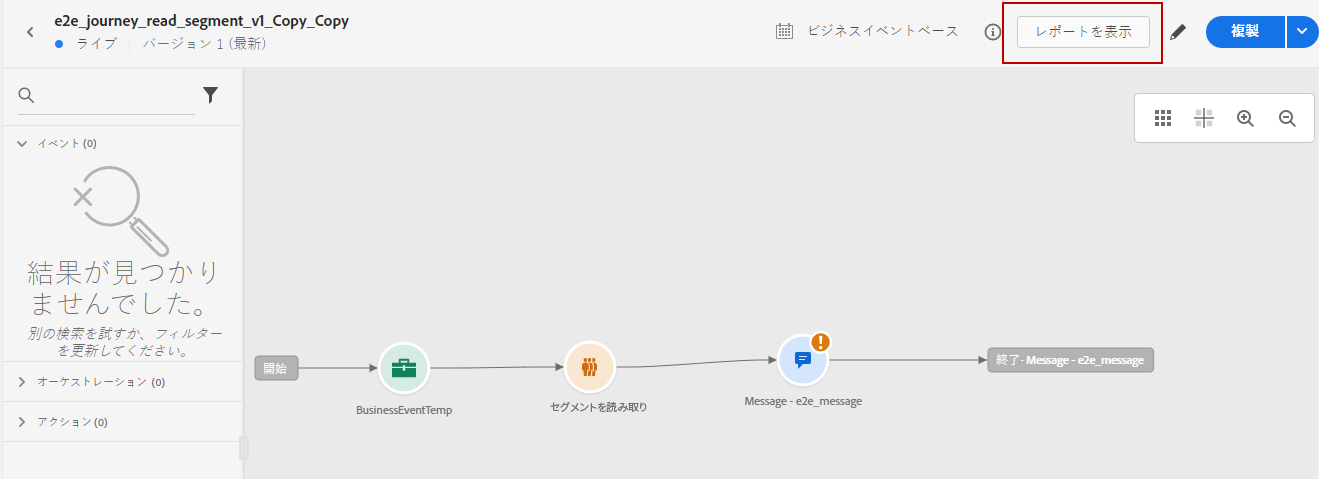 e2e_journey_read_segment_v1_Copy_Copy
ライブ バージョン 1 (最新)
ビジネスイベントベース
レポートを表示
複製
イベント (0)
結果が見つかり
ませんでした。
別の検索を試すか、フィルター
を更新してください。
オーケストレーション (0)
アクション (0)
開始
BusinessEventTemp
セグメントを読み取り
Message - e2e_message
終了- Message - e2e_message